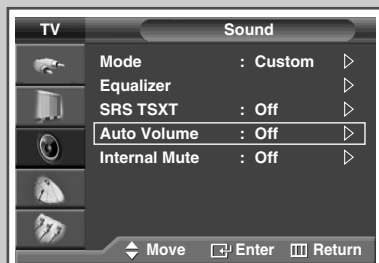 TV Sound
Mode : Custom
Equalizer
SRS TSXT : Off
Auto Volume : Off
Internal Mute : Off
Move Enter Return